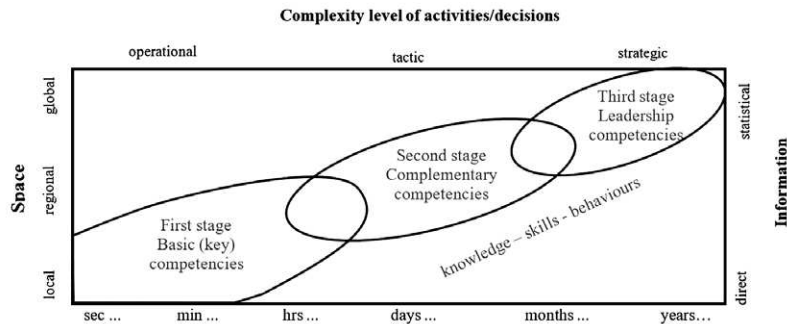 Complexity level of activities/decisions
operational
tactic
strategic
global
regional
local
Space
statistical
direct
Information
Third stage
Leadership
competencies
Second stage
Complementary
competencies
First stage
Basic (key)
competencies
knowledge – skills - behaviours
sec ...
min ...
hrs ...
days ...
months ...
years…